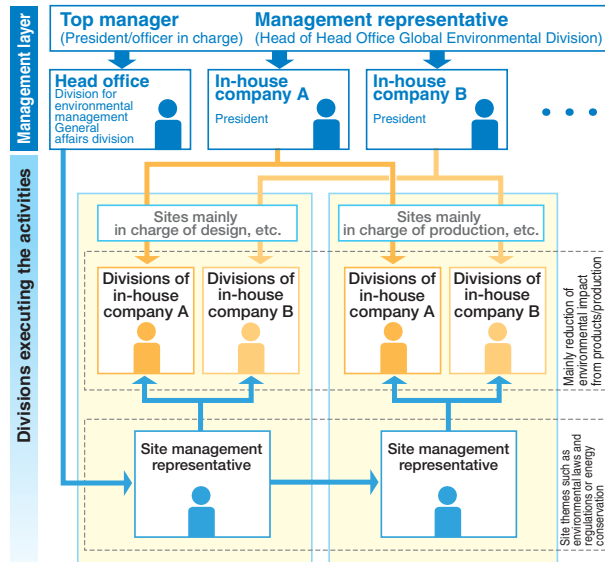 Management layer
Top manager
(President/officer in charge)
Management representative
(Head of Head Office Global Environmental Division)
Head office
Division for
environmental
management
General
affairs division
In-house
company A
President
In-house
company B
President
Divisions executing the activities
Sites mainly
in charge of design, etc.
Sites mainly
in charge of production, etc.
Divisions of
in-house
company A
Divisions of
in-house
company B
Divisions of
in-house
company A
Divisions of
in-house
company B
Mainly reduction of
environmental impact
from products/production
Site management
representative
Site management
representative
Site themes such as
environmental laws and
regulations or energy
conservation